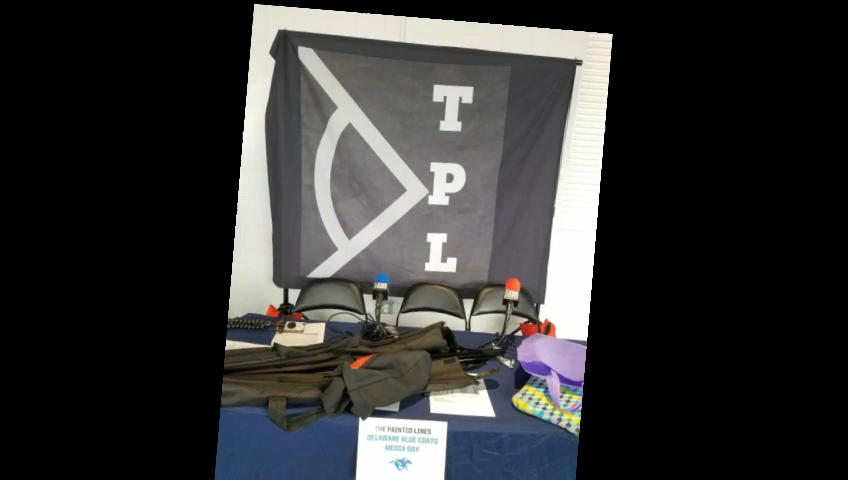 T
P
L
THE PAINTED LINES
DELAWARE BLUE COATS
MEDIA DAY